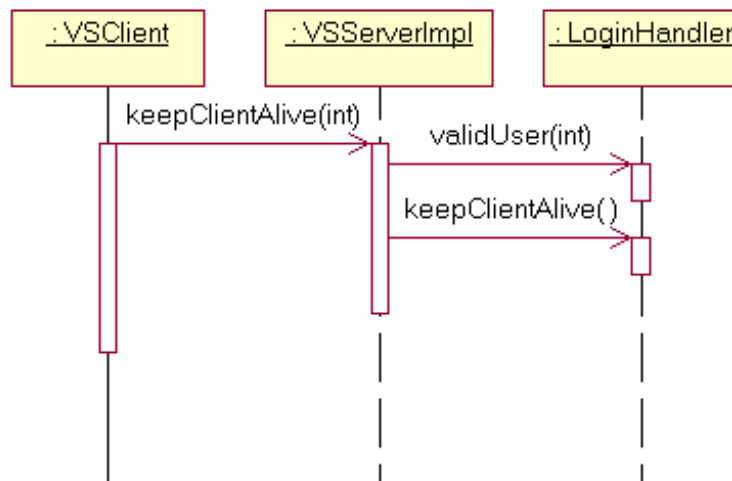 : VSClient
: VSServerImpl
: LoginHandler
keepClientAlive(int)
validUser(int)
keepClientAlive( )